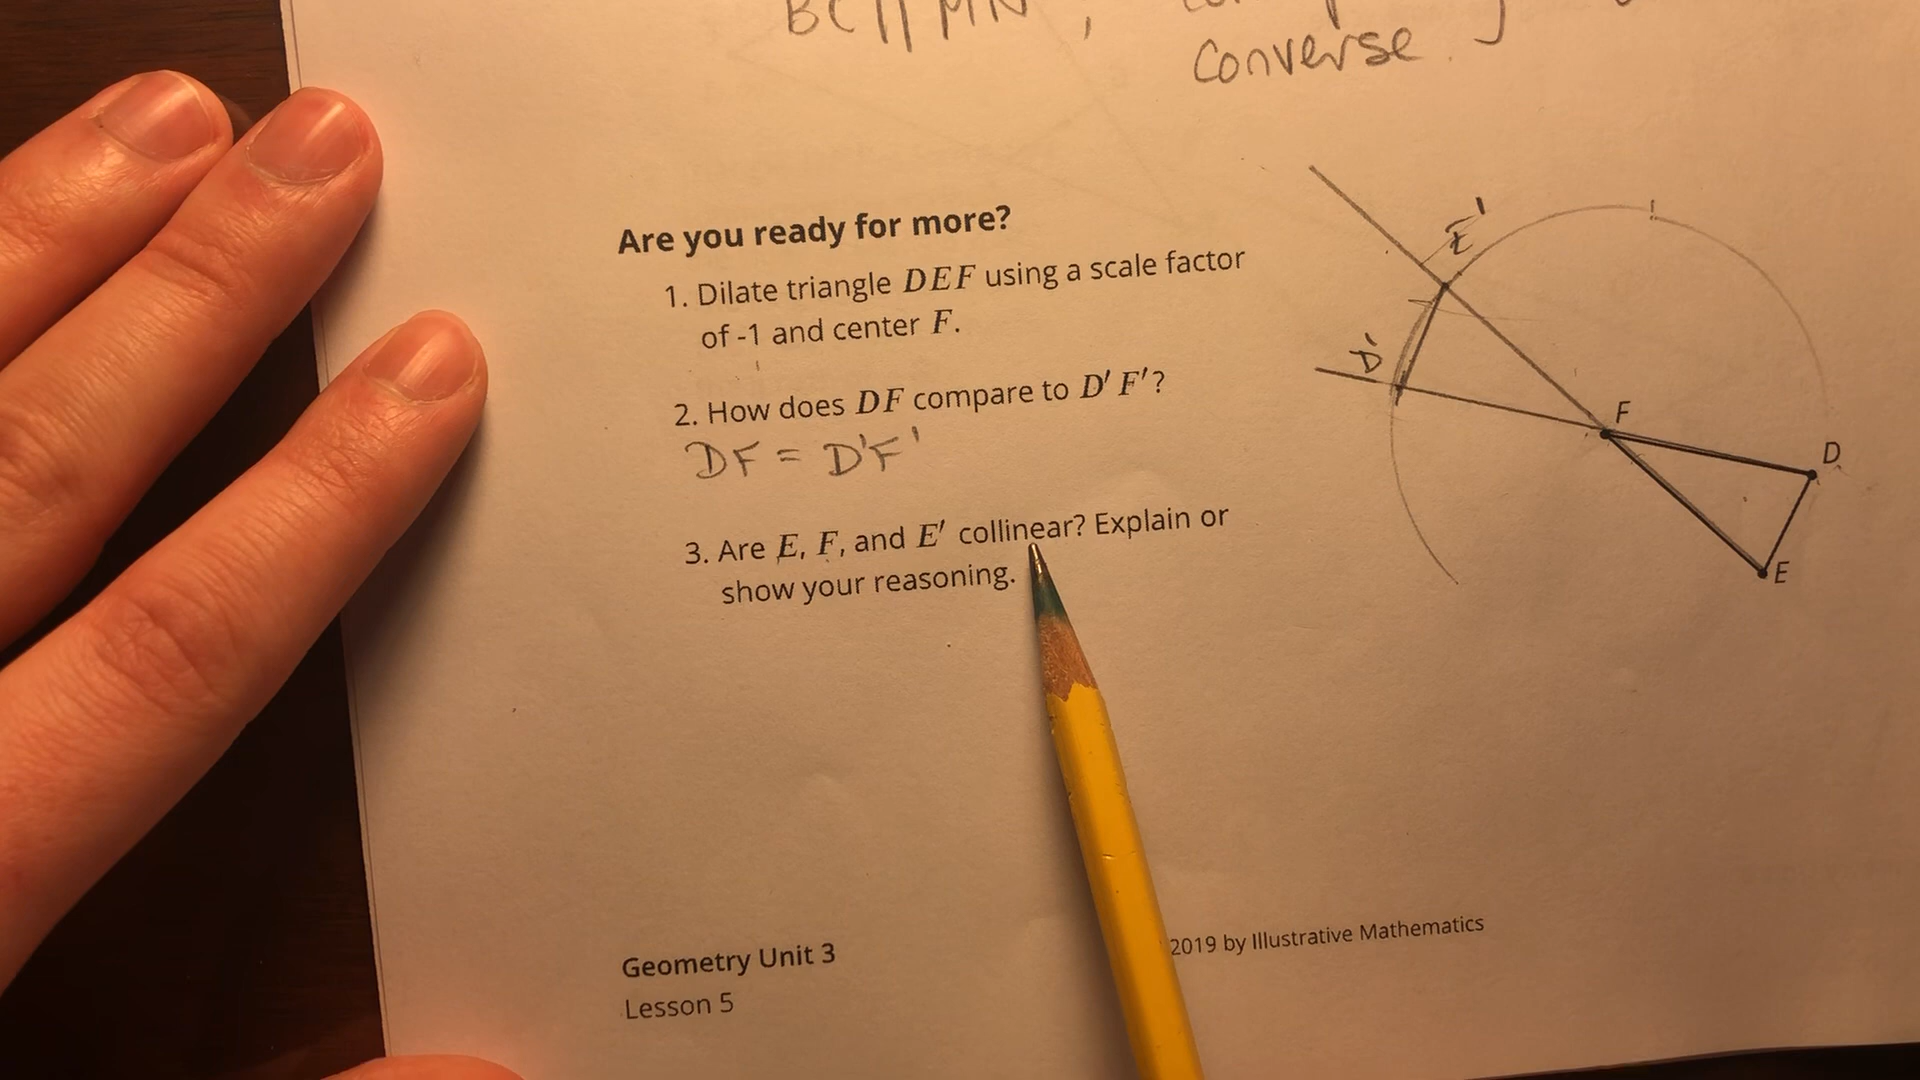 BC || MN ,
converse.
Are you ready for more?
1. Dilate triangle DEF using a scale factor
of -1 and center F.
2. How does DF compare to D′F′?
DF = D'F'
3. Are E, F, and E′ collinear? Explain or
show your reasoning.
E'
D'
F
D
E
Geometry Unit 3
Lesson 5
2019 by Illustrative Mathematics